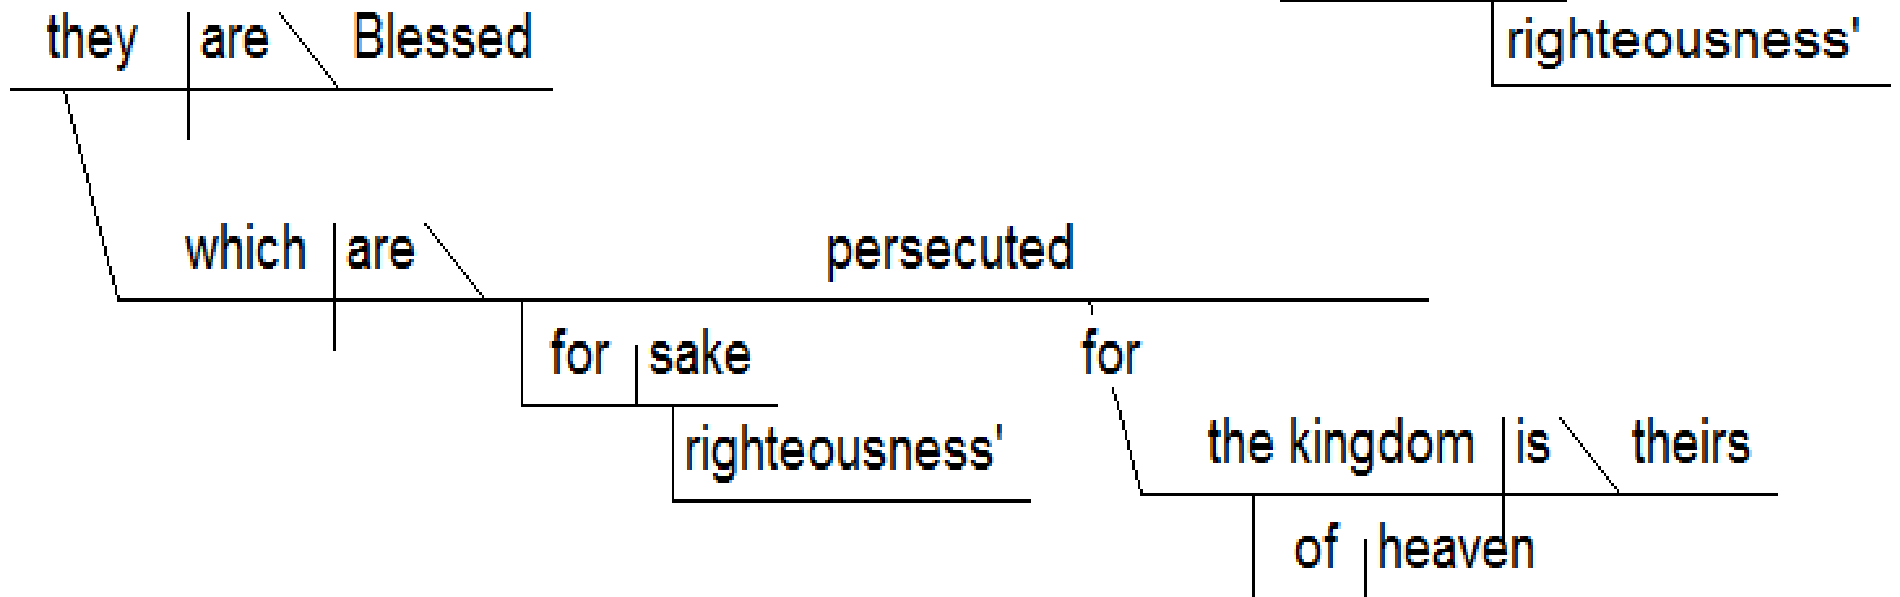 they are Blessed
righteousness'
which are persecuted
for sake
for
righteousness'
the kingdom is theirs
of heaven